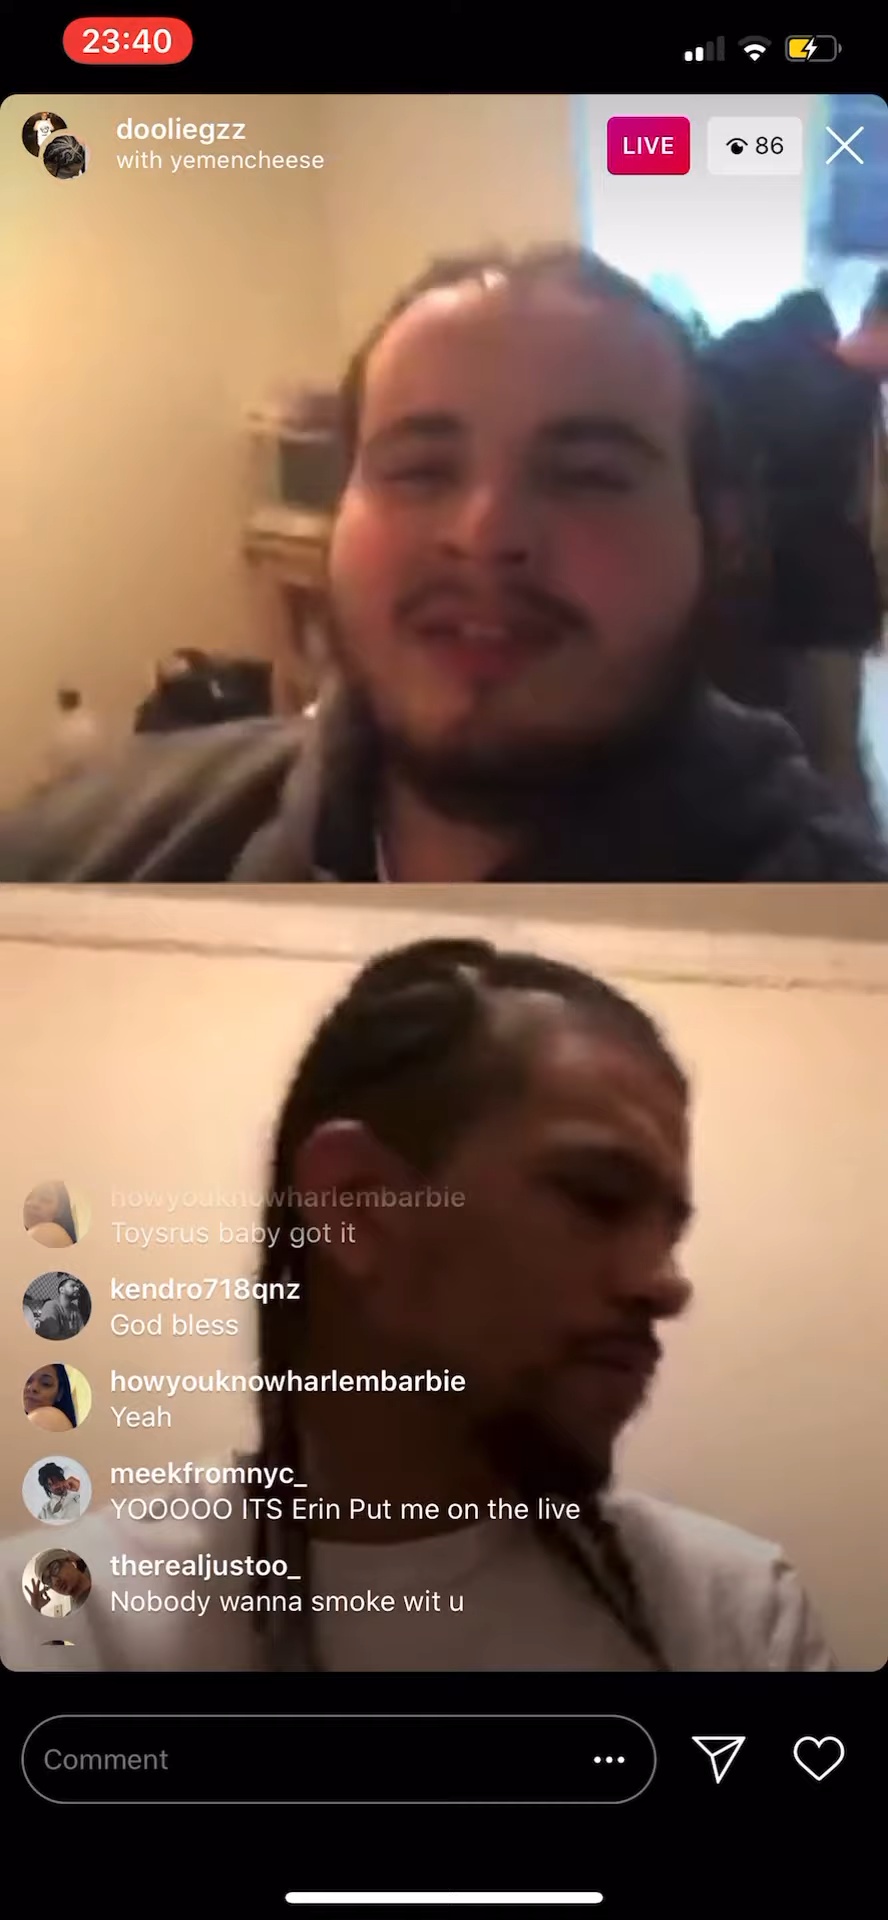 23:40
dooliegzz
with yemencheese
LIVE
86
howyouknowharlembarbie
Toysrus baby got it
kendro718qnz
God bless
howyouknowharlembarbie
Yeah
meekfromnyc_
YOOOOO ITS Erin Put me on the live
therealjustoo_
Nobody wanna smoke wit u
Comment